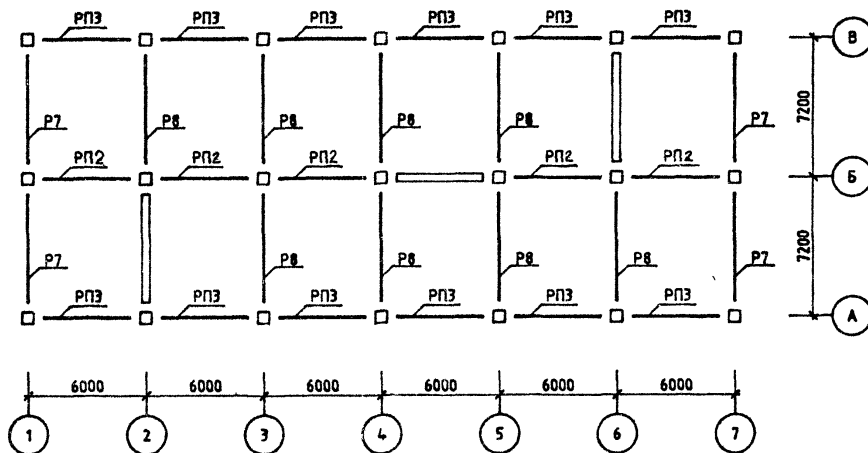 РП3 РП3 РП3 РП3 РП3 РП3
В
Р7 Р8 Р8 Р8 Р8 Р7
7200
РП2 РП2 РП2 РП2 РП2
Б
Р7 Р8 Р8 Р8 Р8 Р7
7200
РП3 РП3 РП3 РП3 РП3 РП3
А
6000 6000 6000 6000 6000 6000
1 2 3 4 5 6 7